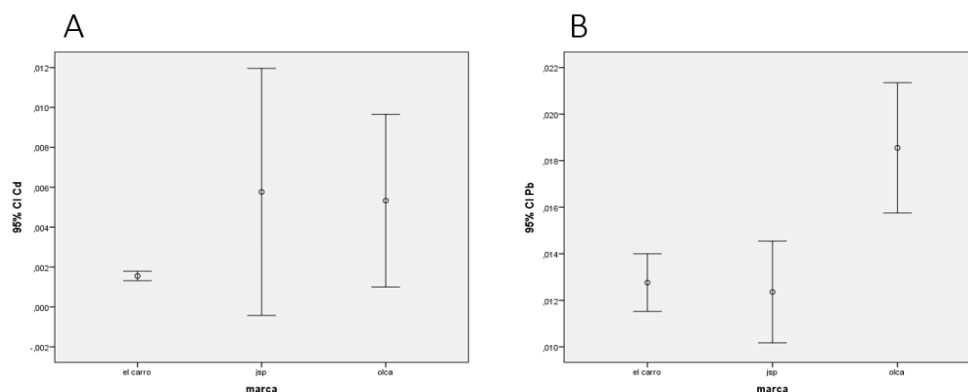 A
95% CI Cd
,012
,010
,008
,006
,004
,002
,000
-,002
el carro
jsp
olca
marca
B
95% CI Pb
,022
,020
,018
,016
,014
,012
,010
el carro
jsp
olca
marca